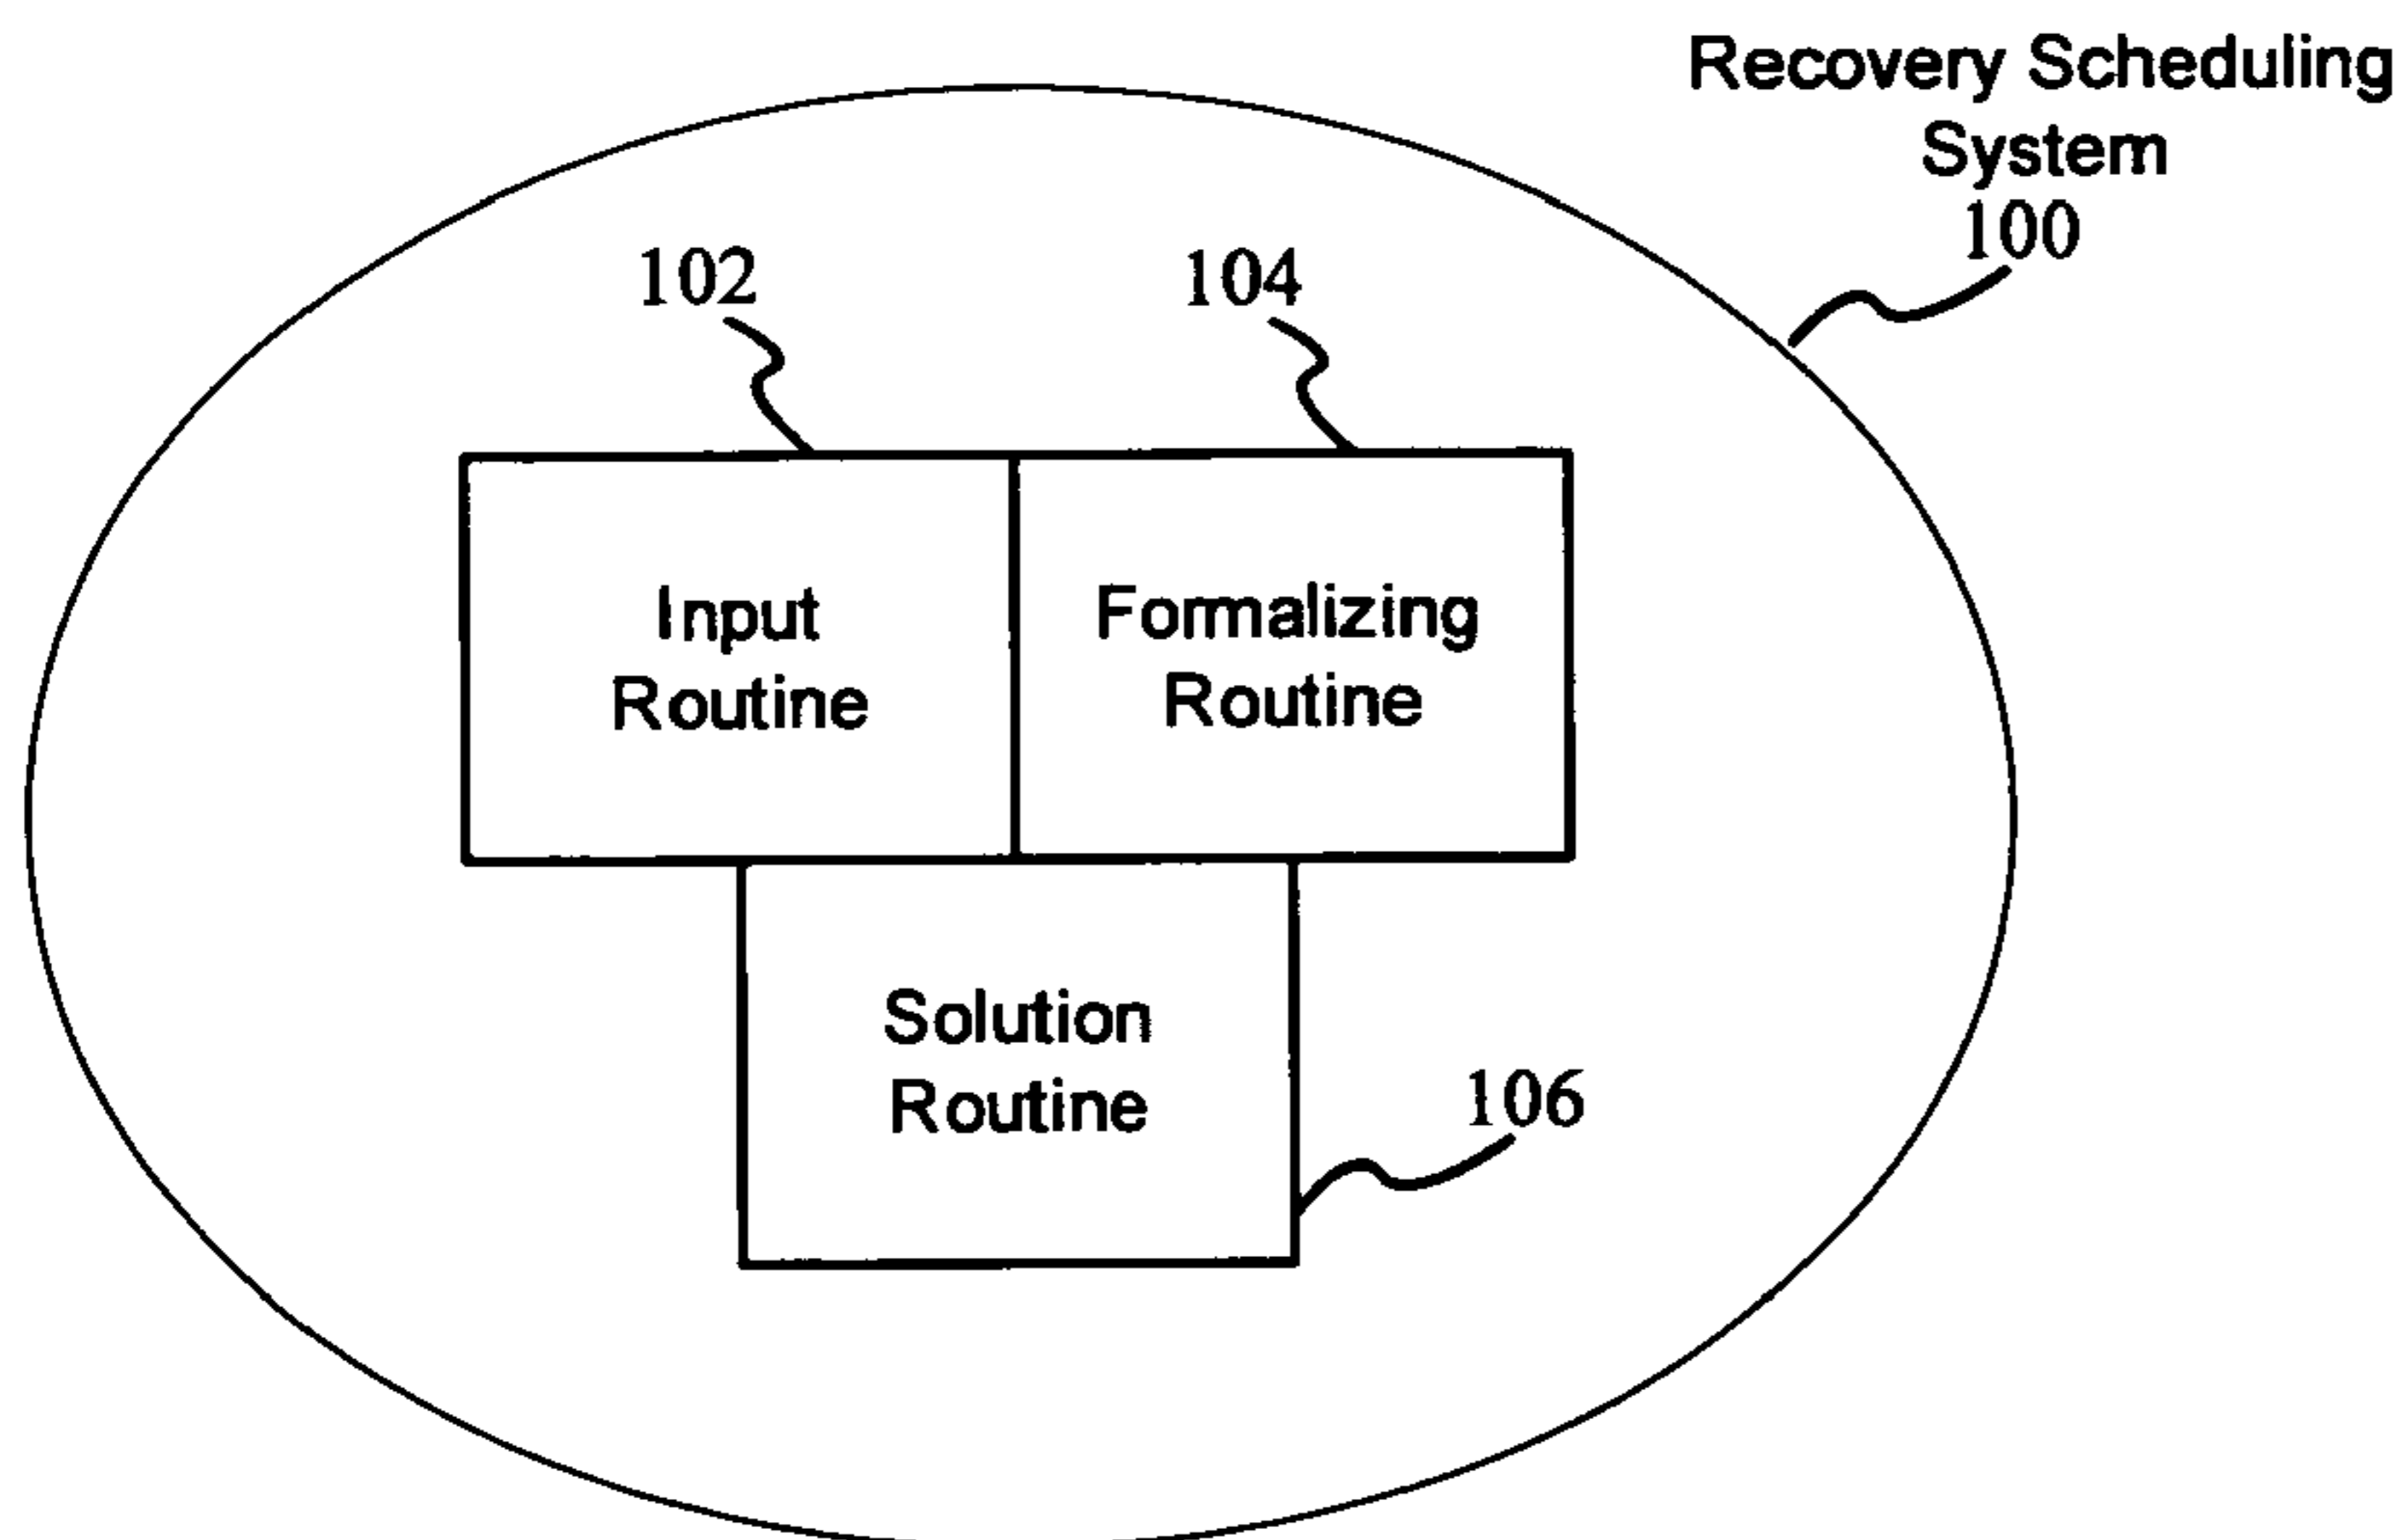 Recovery Scheduling
System
100
102
104
Input
Routine
Formalizing
Routine
Solution
Routine
106